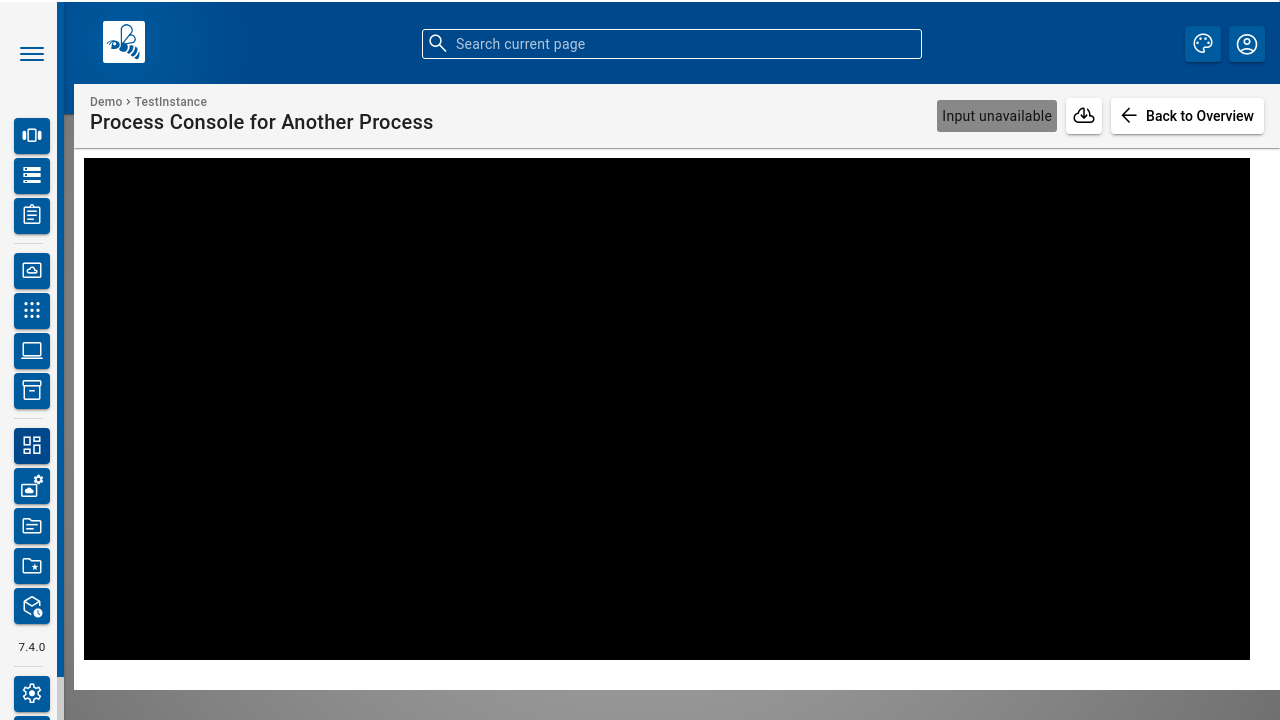 Search current page
Demo › TestInstance
Process Console for Another Process
Input unavailable
Back to Overview
7.4.0